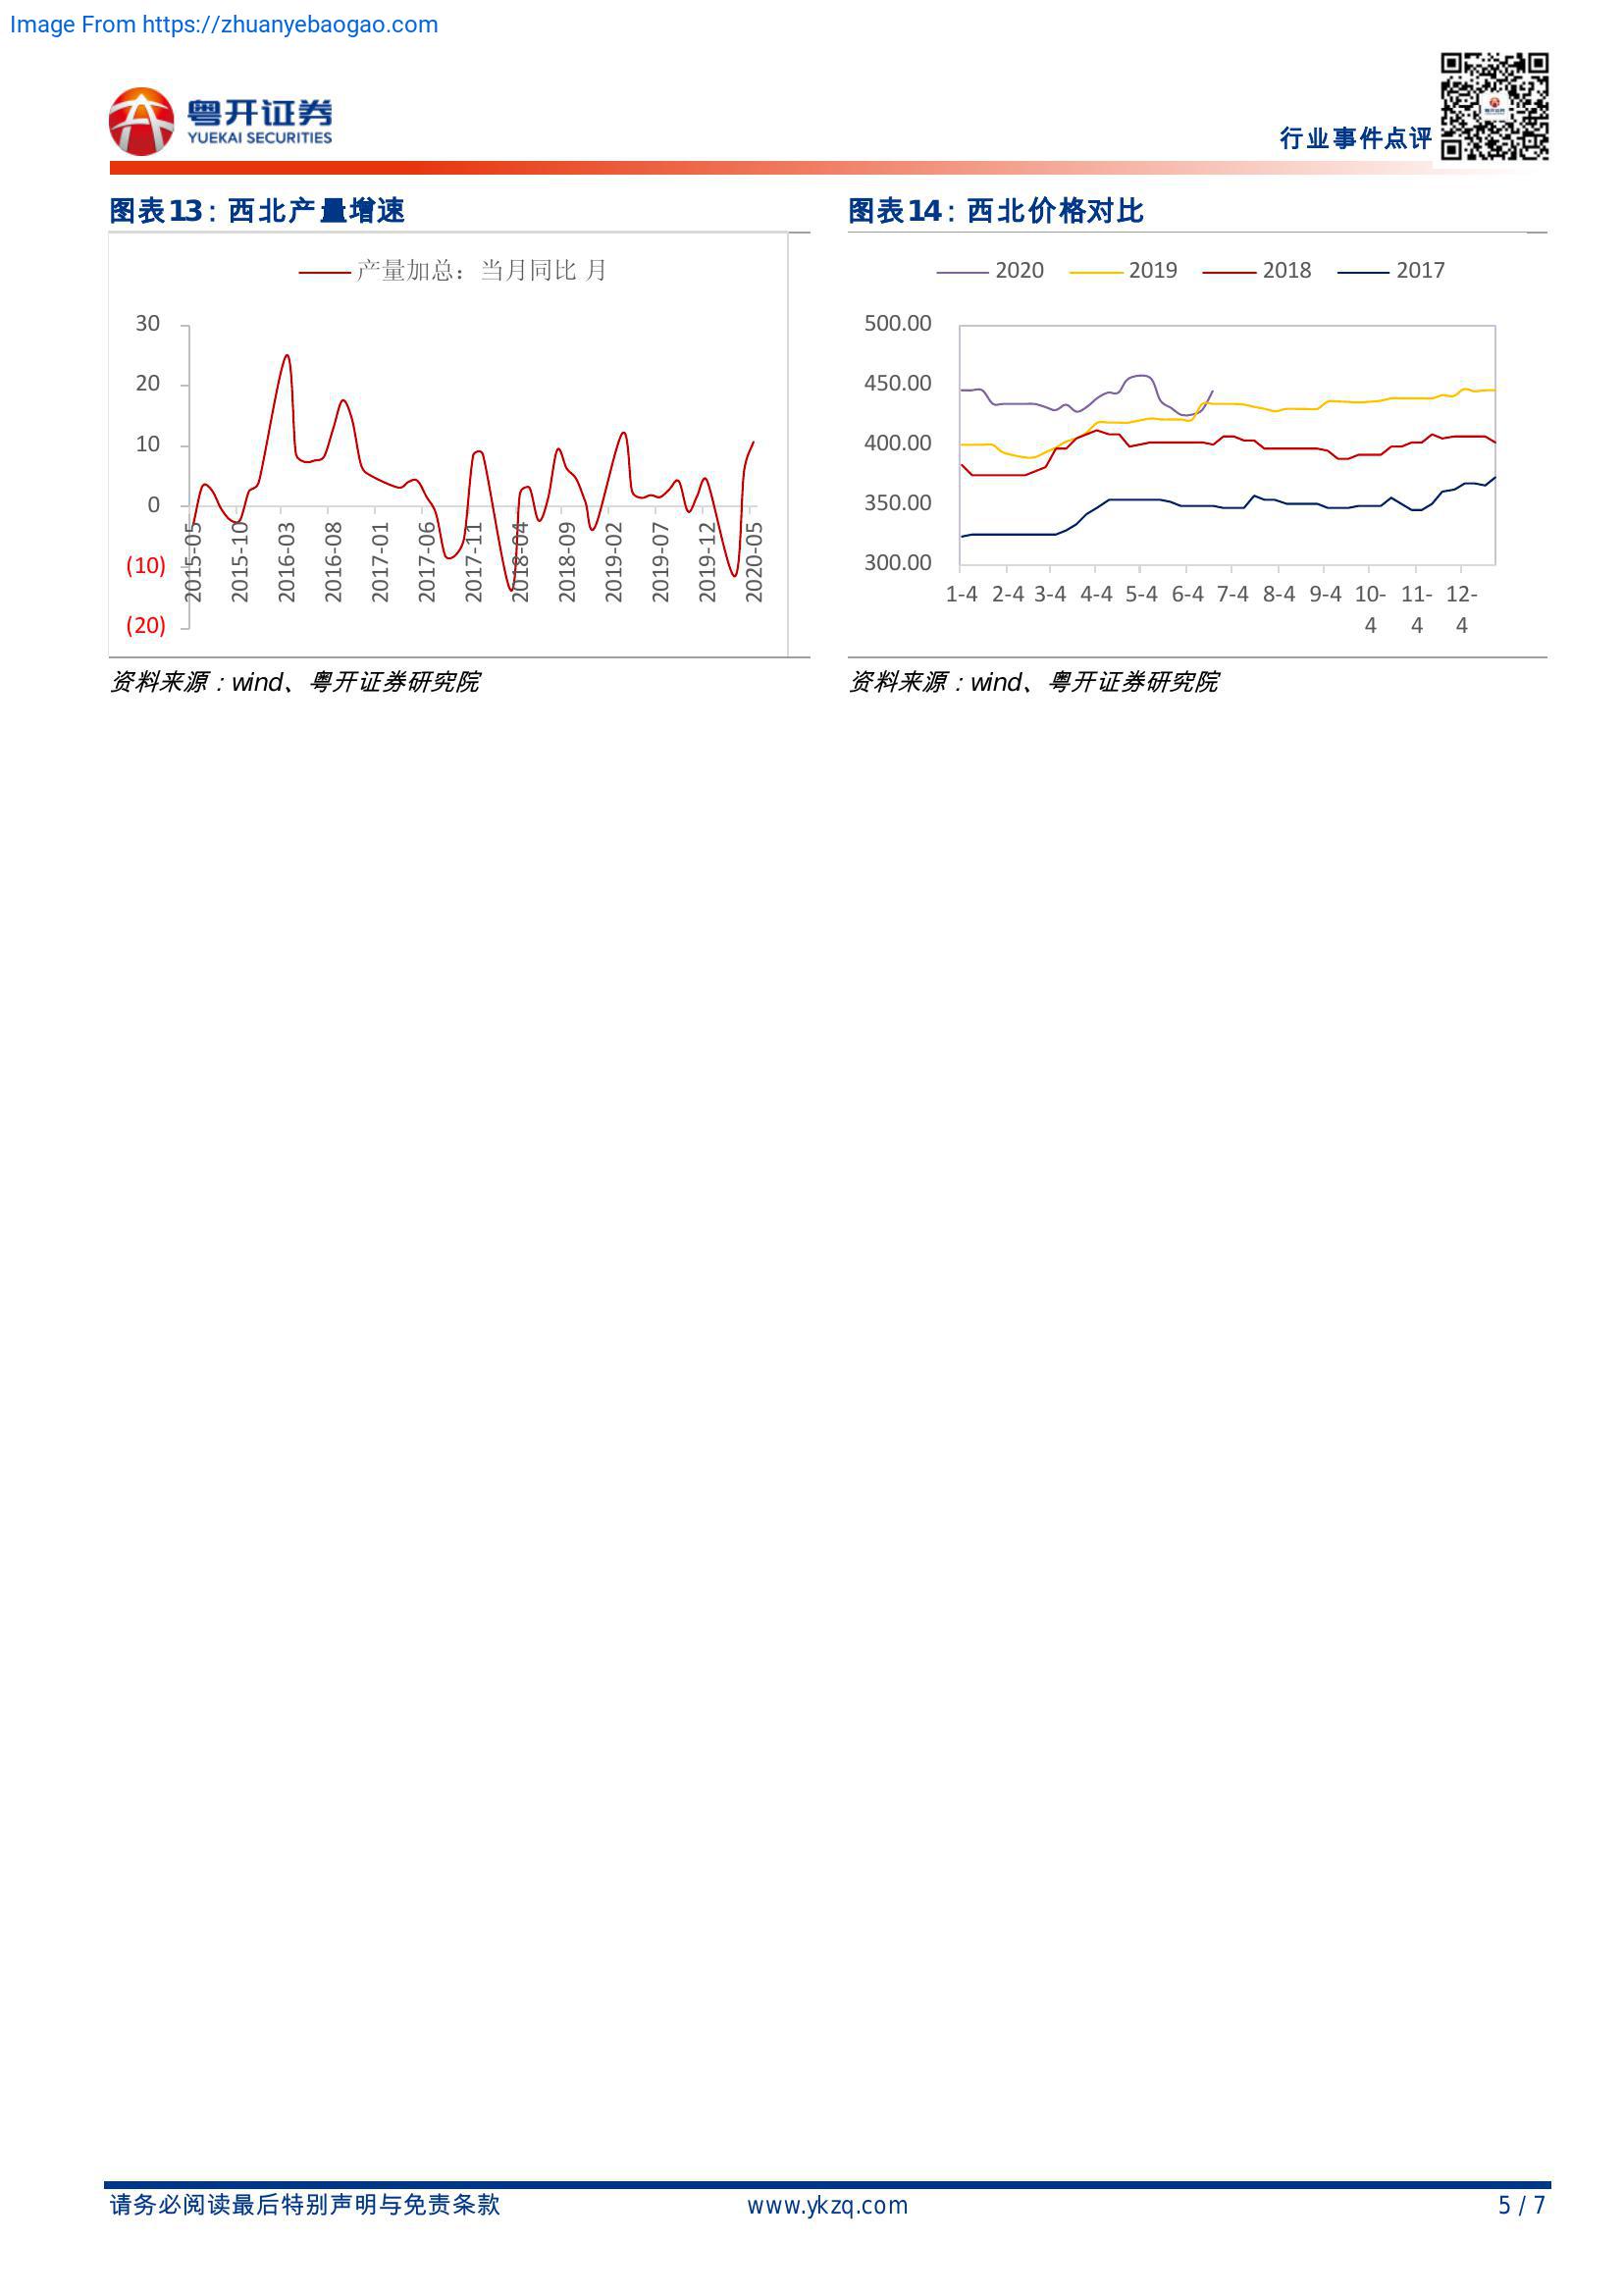 Image From https://zhuanyebaogao.com
粤开证券
YUEKAI SECURITIES
行业事件点评
图表13：西北产量增速
产量加总：当月同比 月
30
20
10
0
(10)
(20)
2015-05 2015-10 2016-03 2016-08 2017-01 2017-06 2017-11 2018-04 2018-09 2019-02 2019-07 2019-12 2020-05
资料来源：wind、粤开证券研究院
图表14：西北价格对比
2020 2019 2018 2017
500.00
450.00
400.00
350.00
300.00
1-4 2-4 3-4 4-4 5-4 6-4 7-4 8-4 9-4 10-4 11-4 12-4
资料来源：wind、粤开证券研究院
请务必阅读最后特别声明与免责条款 www.ykzq.com 5 / 7